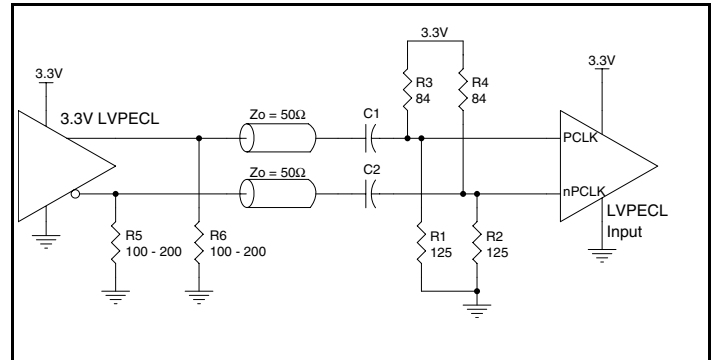 3.3V
3.3V LVPECL
R5
100 - 200
R6
100 - 200
Zo = 50Ω
Zo = 50Ω
C1
C2
3.3V
R3
84
R4
84
R1
125
R2
125
3.3V
PCLK
nPCLK
LVPECL
Input